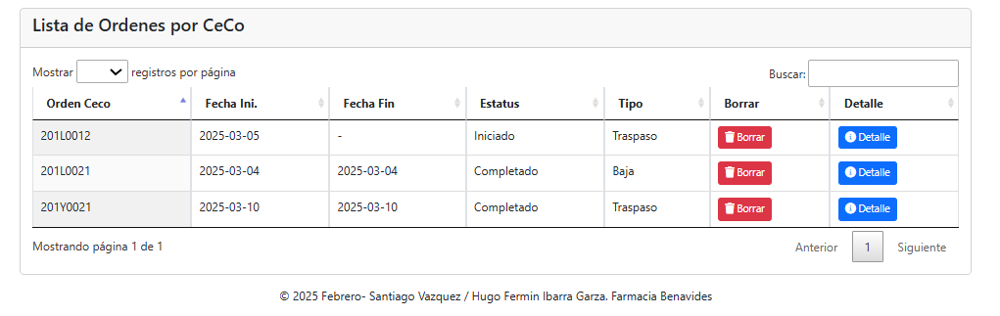 Lista de Ordenes por CeCo
Mostrar registros por página Buscar:
Orden Ceco Fecha Ini. Fecha Fin Estatus Tipo Borrar Detalle
201L0012 2025-03-05 - Iniciado Traspaso Borrar Detalle
201L0021 2025-03-04 2025-03-04 Completado Baja Borrar Detalle
201Y0021 2025-03-10 2025-03-10 Completado Traspaso Borrar Detalle
Mostrando página 1 de 1 Anterior 1 Siguiente
© 2025 Febrero- Santiago Vazquez / Hugo Fermin Ibarra Garza. Farmacia Benavides